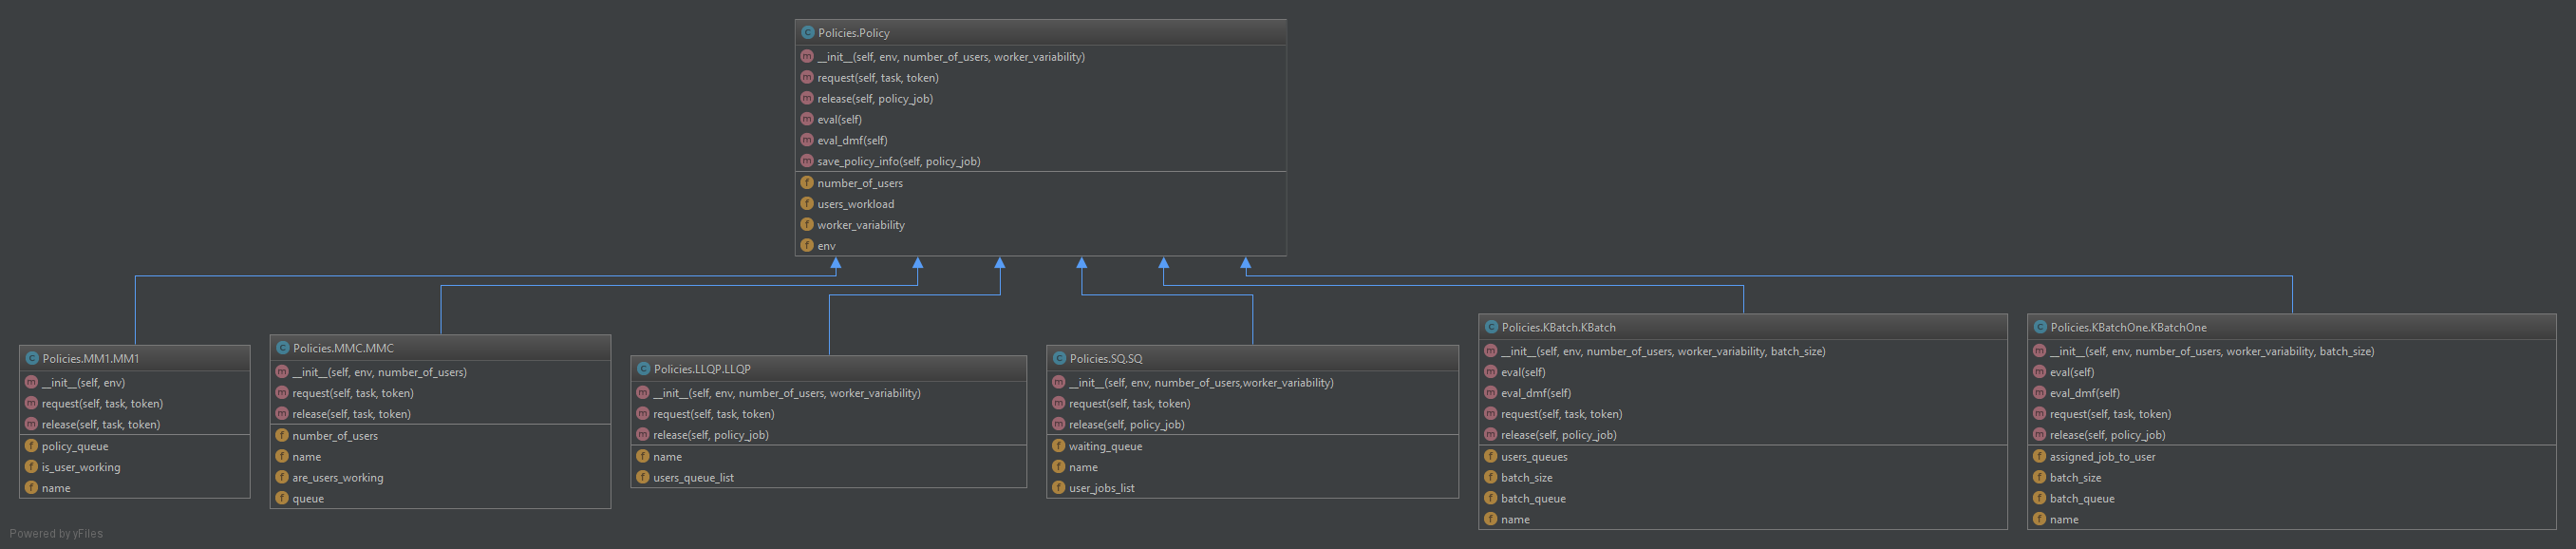 Policies.Policy
__init__(self, env, number_of_users, worker_variability)
request(self, task, token)
release(self, policy_job)
eval(self)
eval_dmf(self)
save_policy_info(self, policy_job)
number_of_users
users_workload
worker_variability
env
Policies.MM1.MM1
__init__(self, env)
request(self, task, token)
release(self, task, token)
policy_queue
is_user_working
name
Policies.MMC.MMC
__init__(self, env, number_of_users)
request(self, task, token)
release(self, task, token)
number_of_users
name
are_users_working
queue
Policies.LLQP.LLQP
__init__(self, env, number_of_users, worker_variability)
request(self, task, token)
release(self, policy_job)
name
users_queue_list
Policies.SQ.SQ
__init__(self, env, number_of_users,worker_variability)
request(self, task, token)
release(self, policy_job)
waiting_queue
name
user_jobs_list
Policies.KBatch.KBatch
__init__(self, env, number_of_users, worker_variability, batch_size)
eval(self)
eval_dmf(self)
request(self, task, token)
release(self, policy_job)
users_queues
batch_size
batch_queue
name
Policies.KBatchOne.KBatchOne
__init__(self, env, number_of_users, worker_variability, batch_size)
eval(self)
eval_dmf(self)
request(self, task, token)
release(self, policy_job)
assigned_job_to_user
batch_size
batch_queue
name
Powered by yFiles